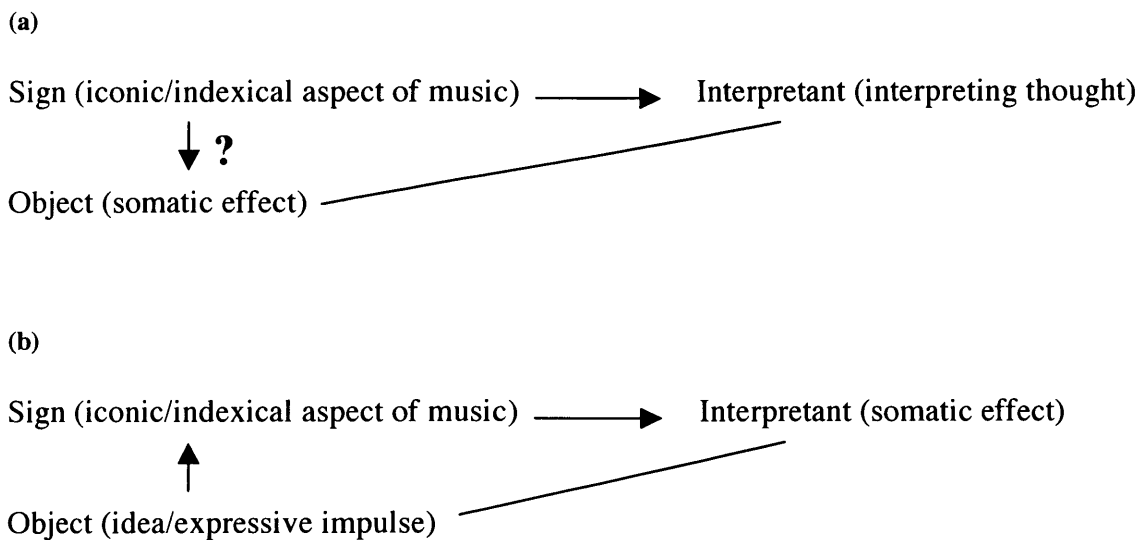 (a)
Sign (iconic/indexical aspect of music) Interpretant (interpreting thought)
?
Object (somatic effect)
(b)
Sign (iconic/indexical aspect of music) Interpretant (somatic effect)
Object (idea/expressive impulse)